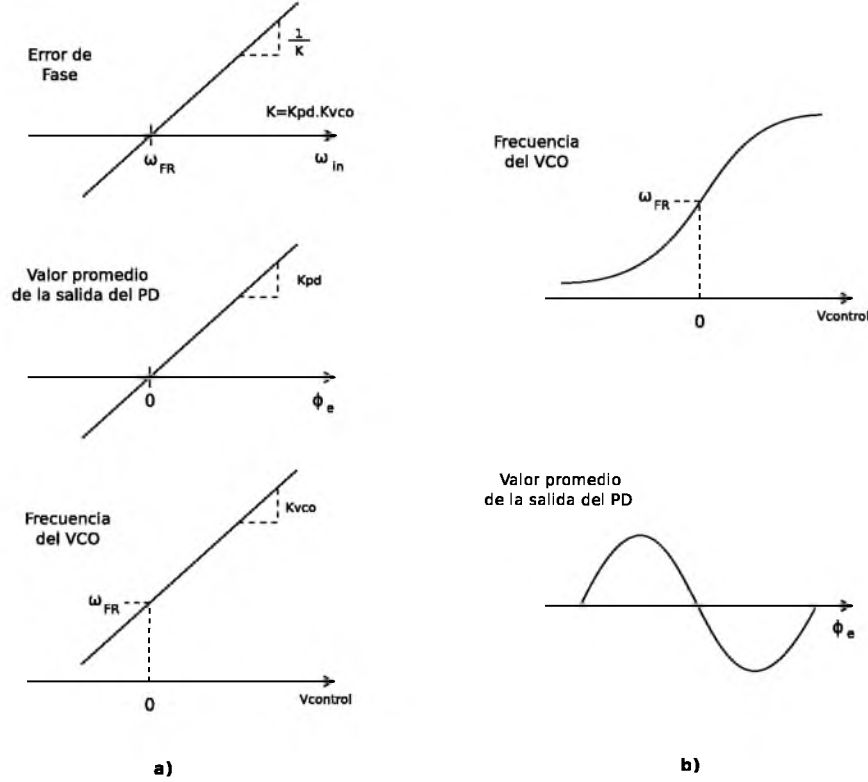 Error de
Fase
1
K
K=Kpd.Kvco
ω FR
ω in
Valor promedio
de la salida del PD
Kpd
0
ϕ e
Frecuencia
del VCO
Kvco
ω FR
0
Vcontrol
a)
Frecuencia
del VCO
ω FR
0
Vcontrol
Valor promedio
de la salida del PD
ϕ e
b)